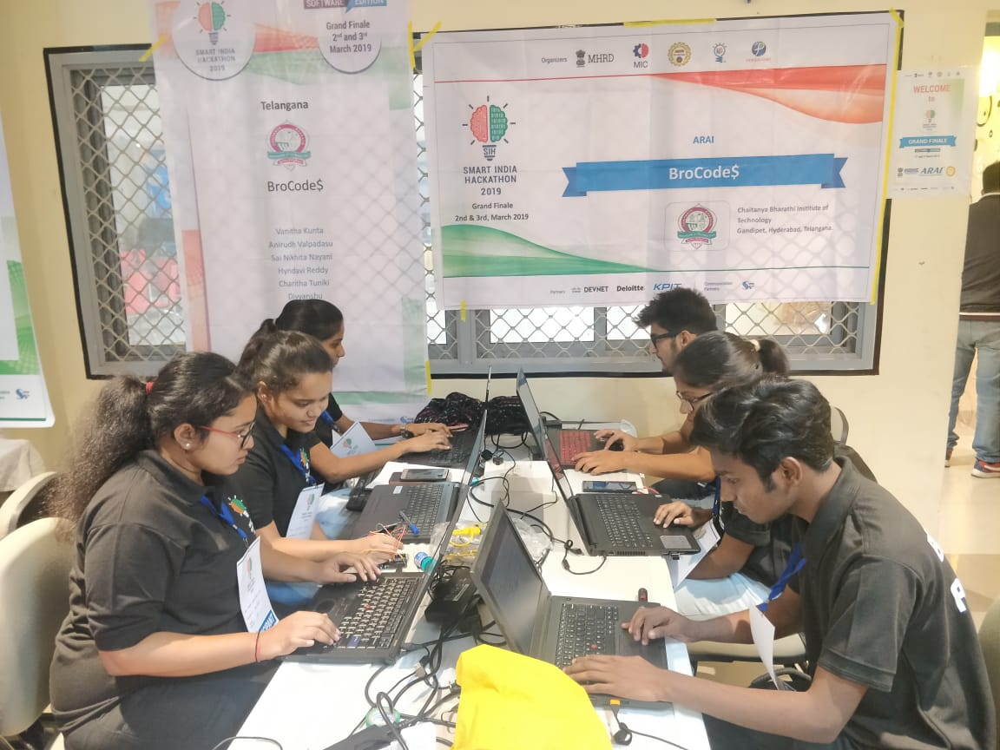 SMART INDIA
HACKATHON
2019
SOFTWARE EDITION
Grand Finale
2nd and 3rd
March 2019
Telangana
BroCode$
Vanitha Kunta
Anirudh Valpadasu
Sai Nikhita Nayani
Hyndavi Reddy
Charitha Tuniki
Divyanshu
Organizers
MHRD
MIC
SIH
SMART INDIA
HACKATHON
2019
Grand Finale
2nd & 3rd, March 2019
ARAI
BroCode$
Chaitanya Bharathi Institute of
Technology
Gandipet, Hyderabad, Telangana.
Partners
DEVNET
Deloitte.
KPIT
Communication
Partners
WELCOME
to
GRAND FINALE
ARAI